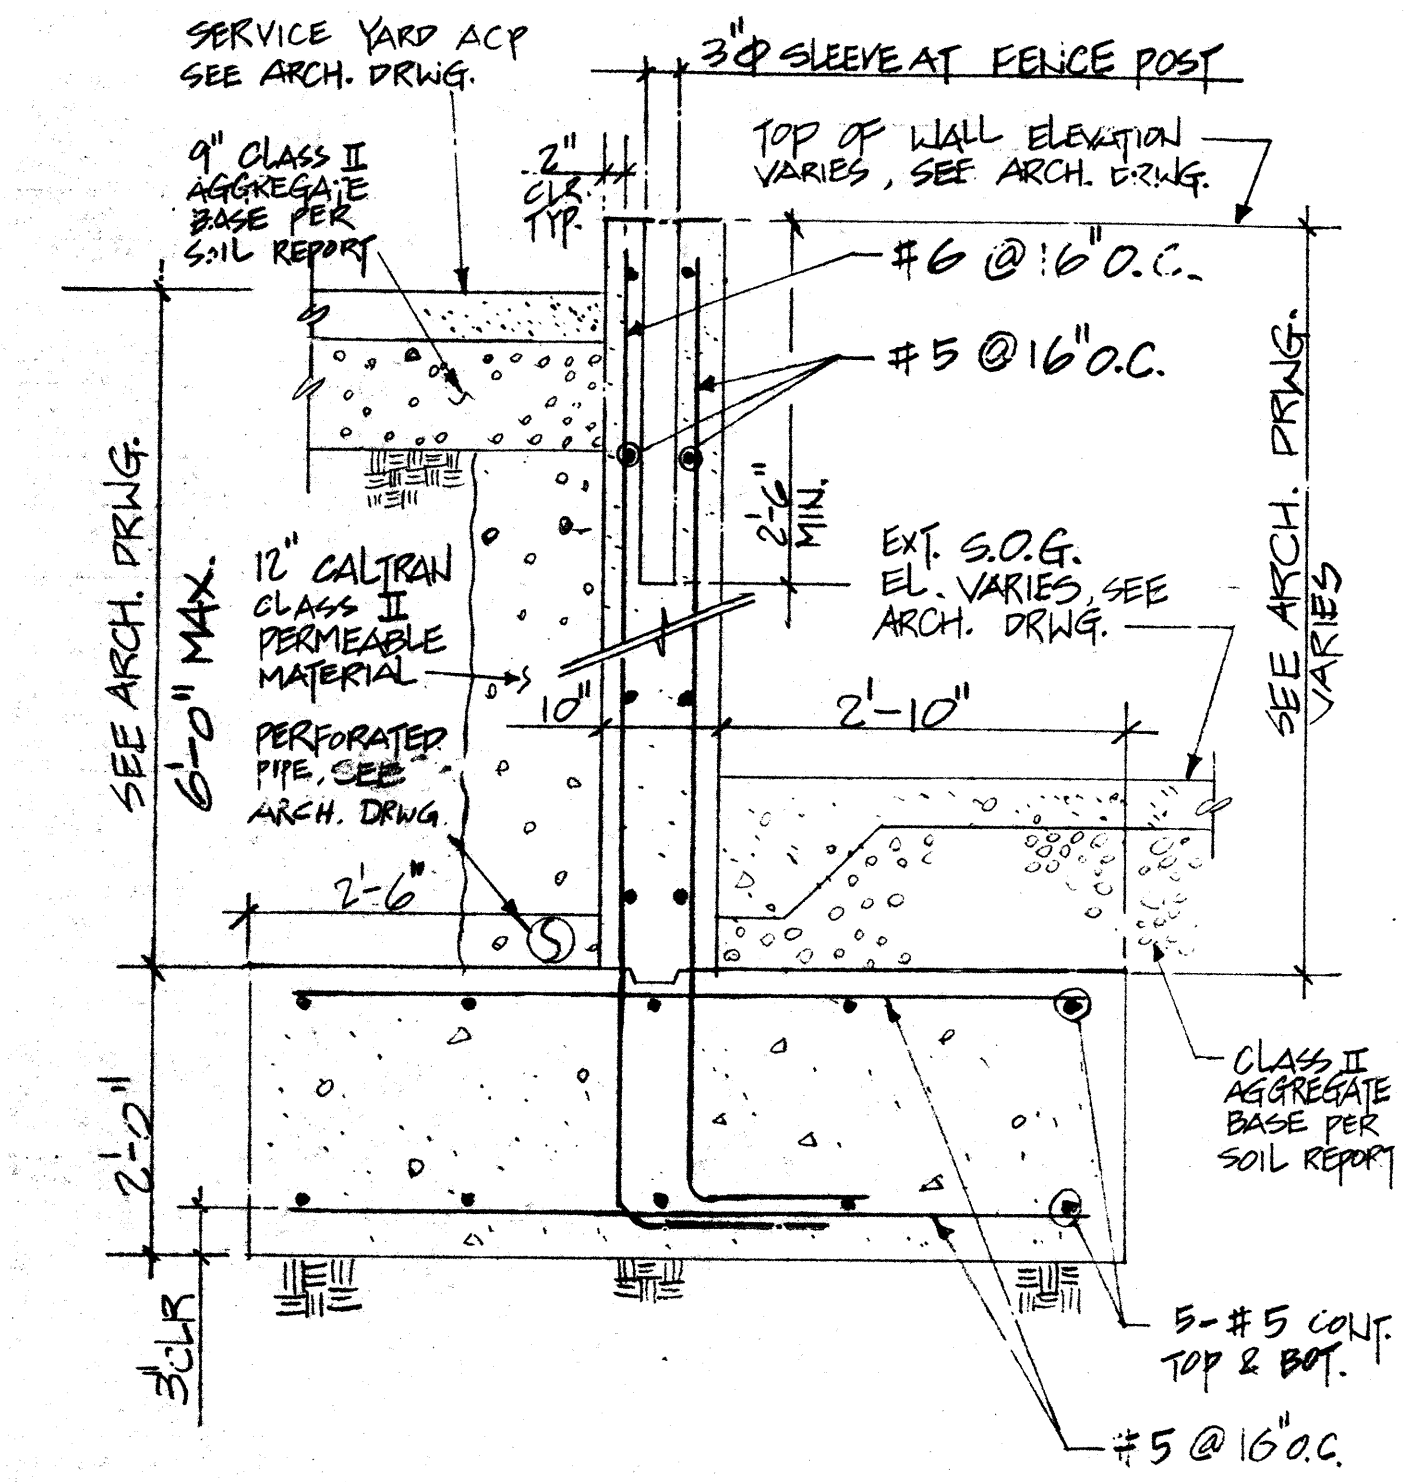 SERVICE YARD ACP
SEE ARCH. DRWG.
3"Φ SLEEVE AT FENCE POST
9" CLASS II
AGGREGATE
BASE PER
SOIL REPORT
2"
CLR.
TYP.
TOP OF WALL ELEVATION
VARIES, SEE ARCH. DRWG.
#6 @ 16" O.C.
#5 @ 16" O.C.
SEE ARCH. DRWG.
6'-0" MAX.
2'-6"
MIN.
SEE ARCH. DRWG.
VARIES
12" CALTRAN
CLASS II
PERMEABLE
MATERIAL
EXT. S.O.G.
EL. VARIES, SEE
ARCH. DRWG.
10"
2'-10"
PERFORATED
PIPE, SEE
ARCH. DRWG.
2'-6"
2'-0"
3" CLR
CLASS II
AGGREGATE
BASE PER
SOIL REPORT
5-#5 CONT.
TOP & BOT.
#5 @ 16" O.C.